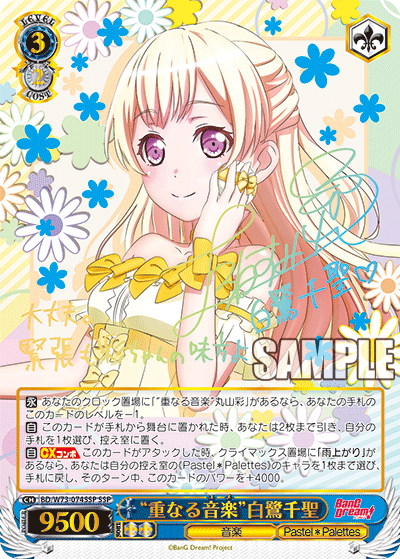 LEVEL
3
2
COST
白鷺千聖
大丈夫
緊張も
の味方よ
SAMPLE
永 あなたのクロック置場に「“重なる音楽”丸山彩」があるなら、あなたの手札の
このカードのレベルを－1。
自 このカードが手札から舞台に置かれた時、あなたは2枚まで引き、自分の
手札を1枚選び、控え室に置く。
自 CXコンボ このカードがアタックした時、クライマックス置場に「雨上がり」が
あるなら、あなたは自分の控え室の《Pastel＊Palettes》のキャラを1枚まで選び、手
札に戻し、そのターン中、このカードのパワーを＋4000。
CH BD/W73-074SSP SSP
©BanG Dream! Project
9500
“重なる音楽”白鷺千聖
BanG Dream!
音楽
Pastel＊Palettes